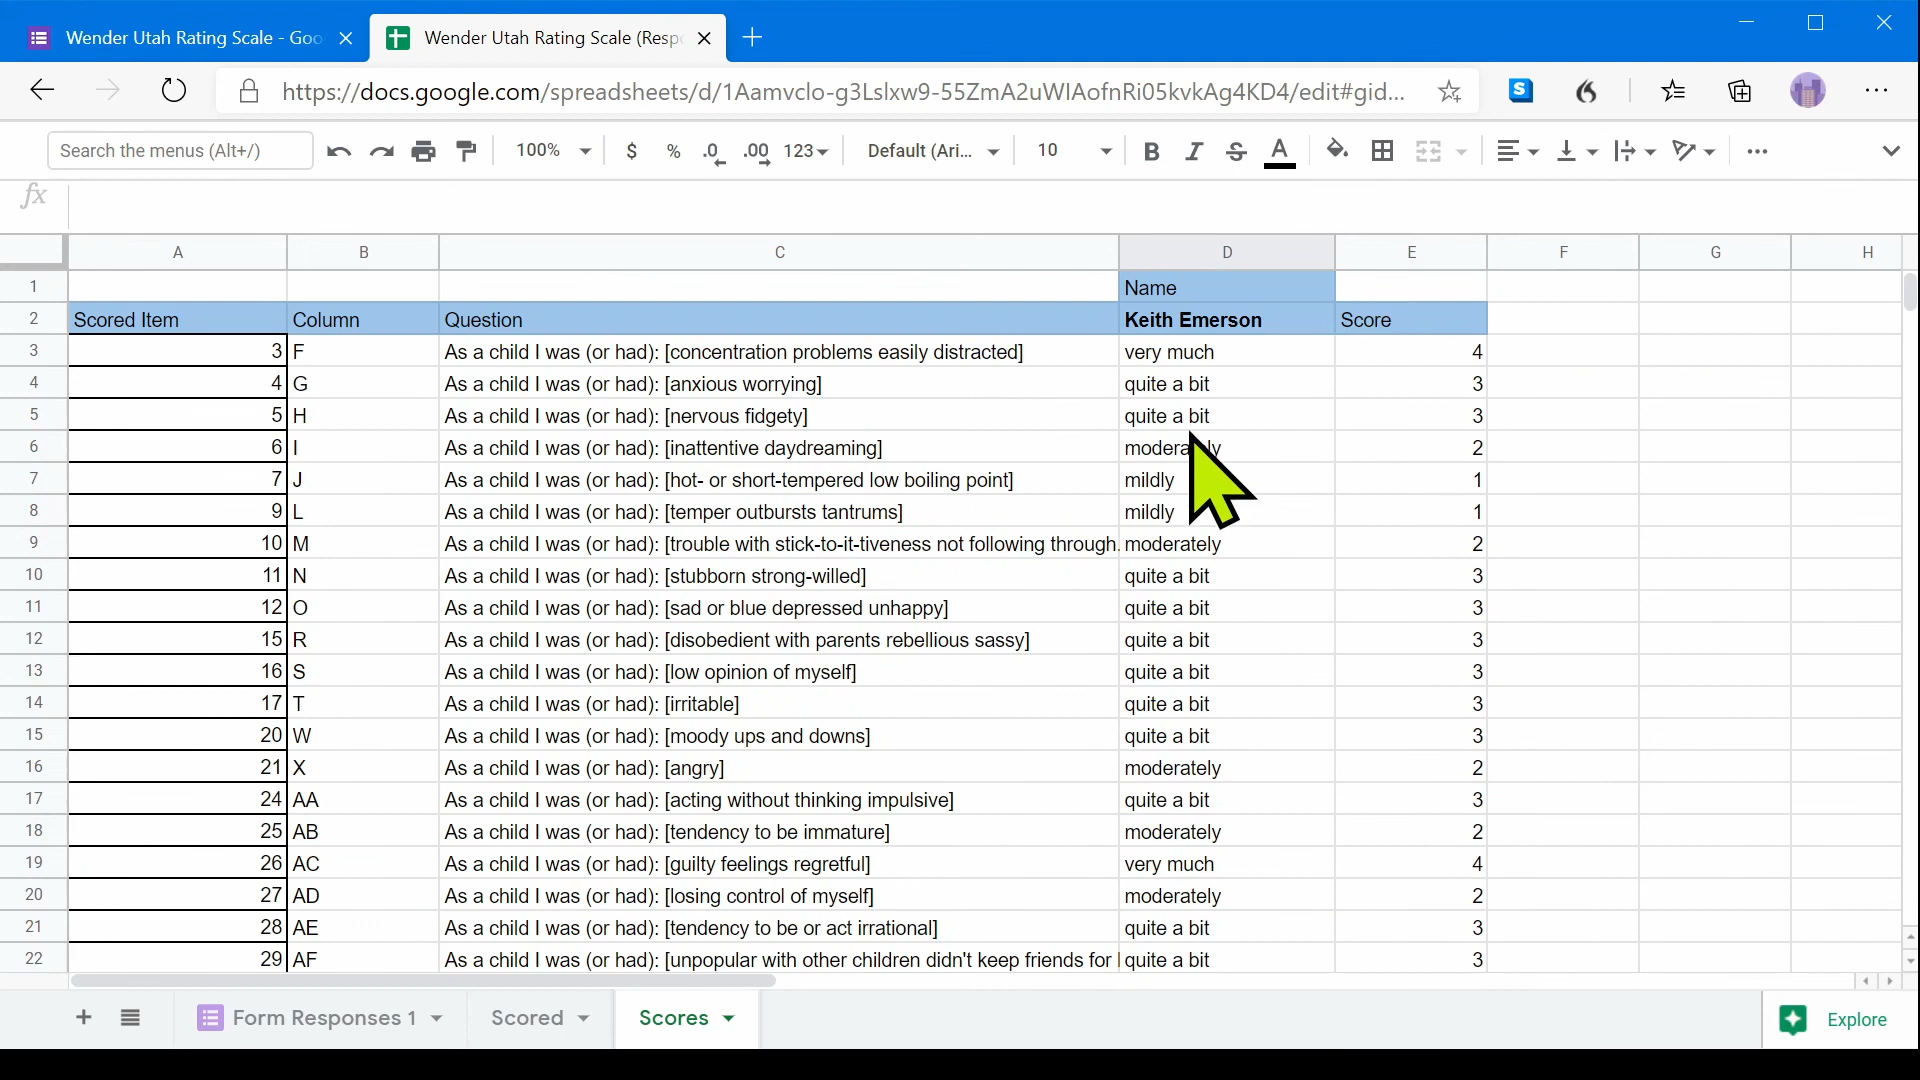 Wender Utah Rating Scale - Goo
Wender Utah Rating Scale (Resp
https://docs.google.com/spreadsheets/d/1Aamvclo-g3Lslxw9-55ZmA2uWIAofnRi05kvkAg4KD4/edit#gid...
Search the menus (Alt+/) 100% $ % .0 .00 123 Default (Ari... 10 B I S A
fx
A B C D E F G H
1 Name
2 Scored Item Column Question Keith Emerson Score
3 3 F As a child I was (or had): [concentration problems easily distracted] very much 4
4 4 G As a child I was (or had): [anxious worrying] quite a bit 3
5 5 H As a child I was (or had): [nervous fidgety] quite a bit 3
6 6 I As a child I was (or had): [inattentive daydreaming] moderately 2
7 7 J As a child I was (or had): [hot- or short-tempered low boiling point] mildly 1
8 9 L As a child I was (or had): [temper outbursts tantrums] mildly 1
9 10 M As a child I was (or had): [trouble with stick-to-it-tiveness not following through. moderately 2
10 11 N As a child I was (or had): [stubborn strong-willed] quite a bit 3
11 12 O As a child I was (or had): [sad or blue depressed unhappy] quite a bit 3
12 15 R As a child I was (or had): [disobedient with parents rebellious sassy] quite a bit 3
13 16 S As a child I was (or had): [low opinion of myself] quite a bit 3
14 17 T As a child I was (or had): [irritable] quite a bit 3
15 20 W As a child I was (or had): [moody ups and downs] quite a bit 3
16 21 X As a child I was (or had): [angry] moderately 2
17 24 AA As a child I was (or had): [acting without thinking impulsive] quite a bit 3
18 25 AB As a child I was (or had): [tendency to be immature] moderately 2
19 26 AC As a child I was (or had): [guilty feelings regretful] very much 4
20 27 AD As a child I was (or had): [losing control of myself] moderately 2
21 28 AE As a child I was (or had): [tendency to be or act irrational] quite a bit 3
22 29 AF As a child I was (or had): [unpopular with other children didn't keep friends for quite a bit 3
Form Responses 1 Scored Scores Explore